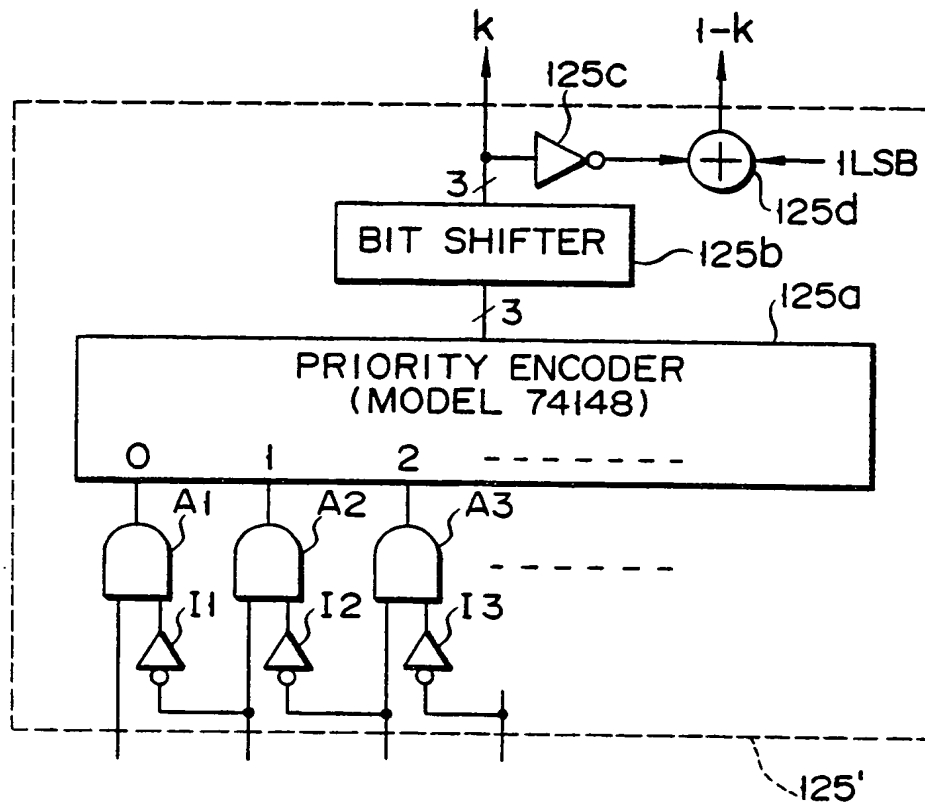 k
1-k
125c
1LSB
125d
3
BIT SHIFTER
125b
3
125a
PRIORITY ENCODER
(MODEL 74148)
0
1
2
A1
A2
A3
I1
I2
I3
125'